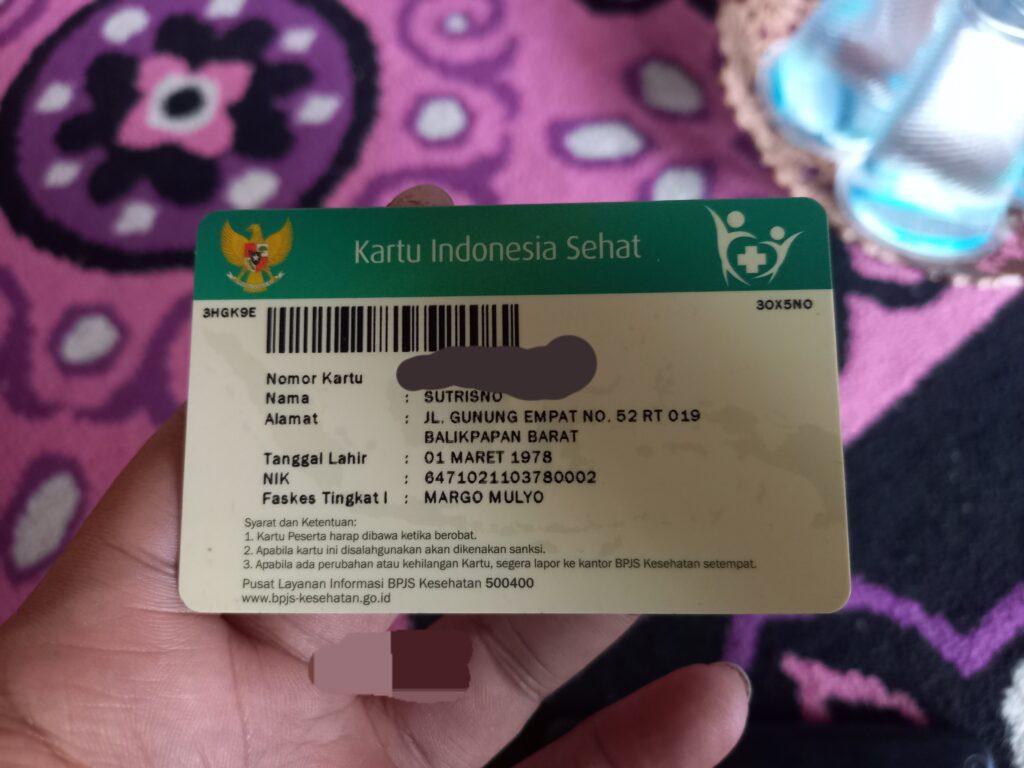 Kartu Indonesia Sehat
3HGK9E
30X5N0
Nomor Kartu
Nama : SUTRISNO
Alamat : JL. GUNUNG EMPAT NO. 52 RT 019
BALIKPAPAN BARAT
Tanggal Lahir : 01 MARET 1978
NIK : 6471021103780002
Faskes Tingkat I : MARGO MULYO
Syarat dan Ketentuan:
1. Kartu Peserta harap dibawa ketika berobat.
2. Apabila kartu ini disalahgunakan akan dikenakan sanksi.
3. Apabila ada perubahan atau kehilangan Kartu, segera lapor ke kantor BPJS Kesehatan setempat.
Pusat Layanan Informasi BPJS Kesehatan 500400
www.bpjs-kesehatan.go.id